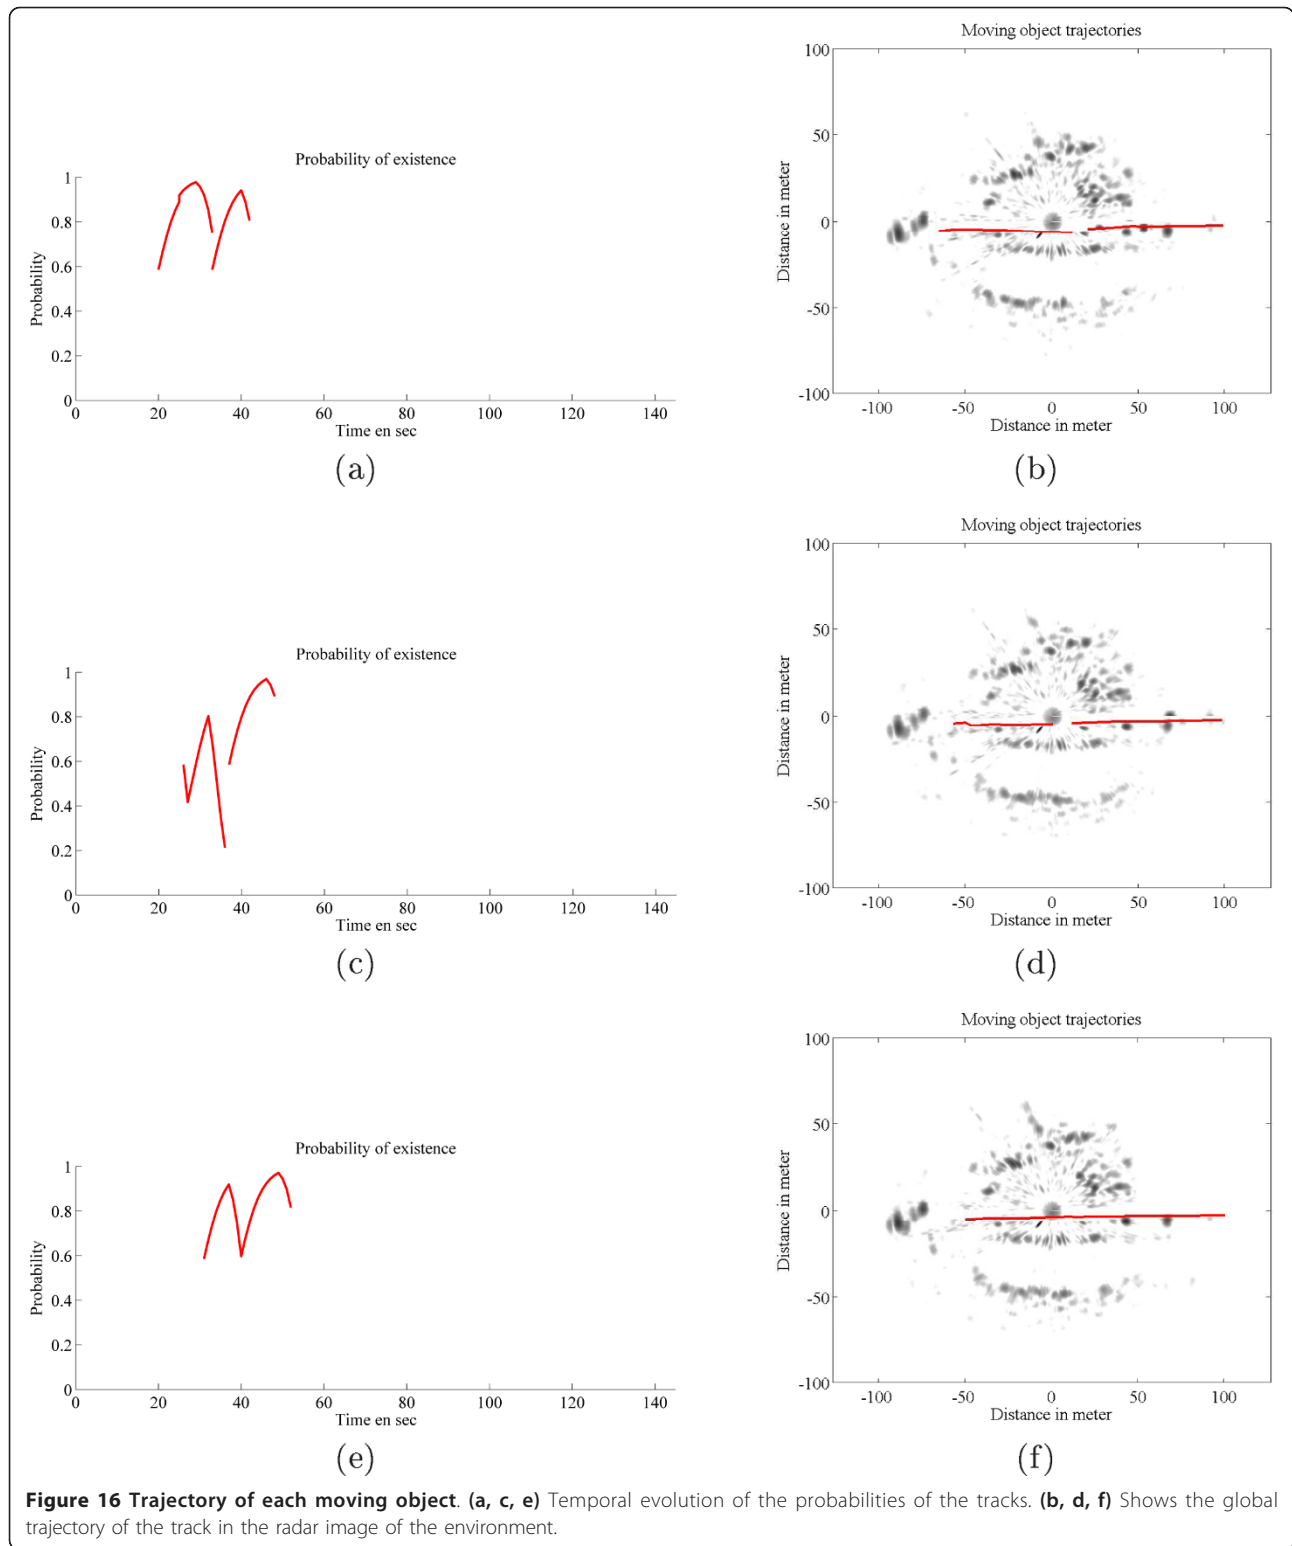 Moving object trajectories
100
50
0
-50
-100
Distance in meter
-100 -50 0 50 100
Distance in meter
(b)
Probability of existence
1
0.8
0.6
0.4
0.2
0
Probability
0 20 40 60 80 100 120 140
Time en sec
(a)
Moving object trajectories
100
50
0
-50
-100
Distance in meter
-100 -50 0 50 100
Distance in meter
(d)
Probability of existence
1
0.8
0.6
0.4
0.2
0
Probability
0 20 40 60 80 100 120 140
Time en sec
(c)
Moving object trajectories
100
50
0
-50
-100
Distance in meter
-100 -50 0 50 100
Distance in meter
(f)
Probability of existence
1
0.8
0.6
0.4
0.2
0
Probability
0 20 40 60 80 100 120 140
Time en sec
(e)
Figure 16 Trajectory of each moving object. (a, c, e) Temporal evolution of the probabilities of the tracks. (b, d, f) Shows the global
trajectory of the track in the radar image of the environment.